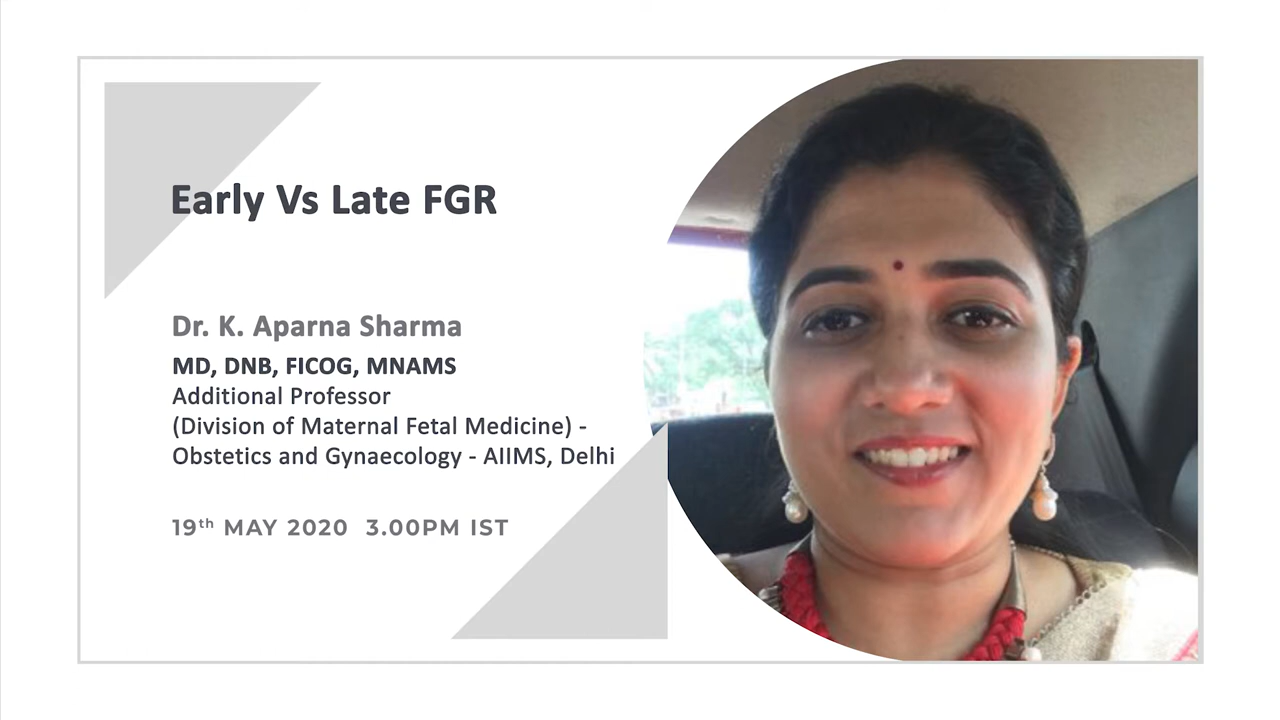 Early Vs Late FGR
Dr. K. Aparna Sharma
MD, DNB, FICOG, MNAMS
Additional Professor
(Division of Maternal Fetal Medicine) -
Obstetrics and Gynaecology - AIIMS, Delhi
19th MAY 2020 3.00PM IST